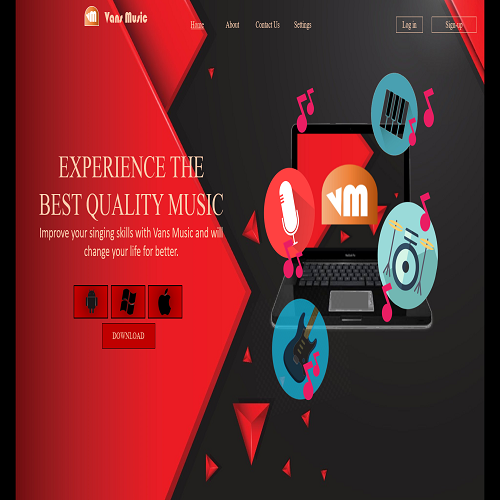 Vans Music
Home
About
Contact Us
Settings
Log in
Sign-up
EXPERIENCE THE
BEST QUALITY MUSIC
Improve your singing skills with Vans Music and will
change your life for better.
VM
DOWNLOAD